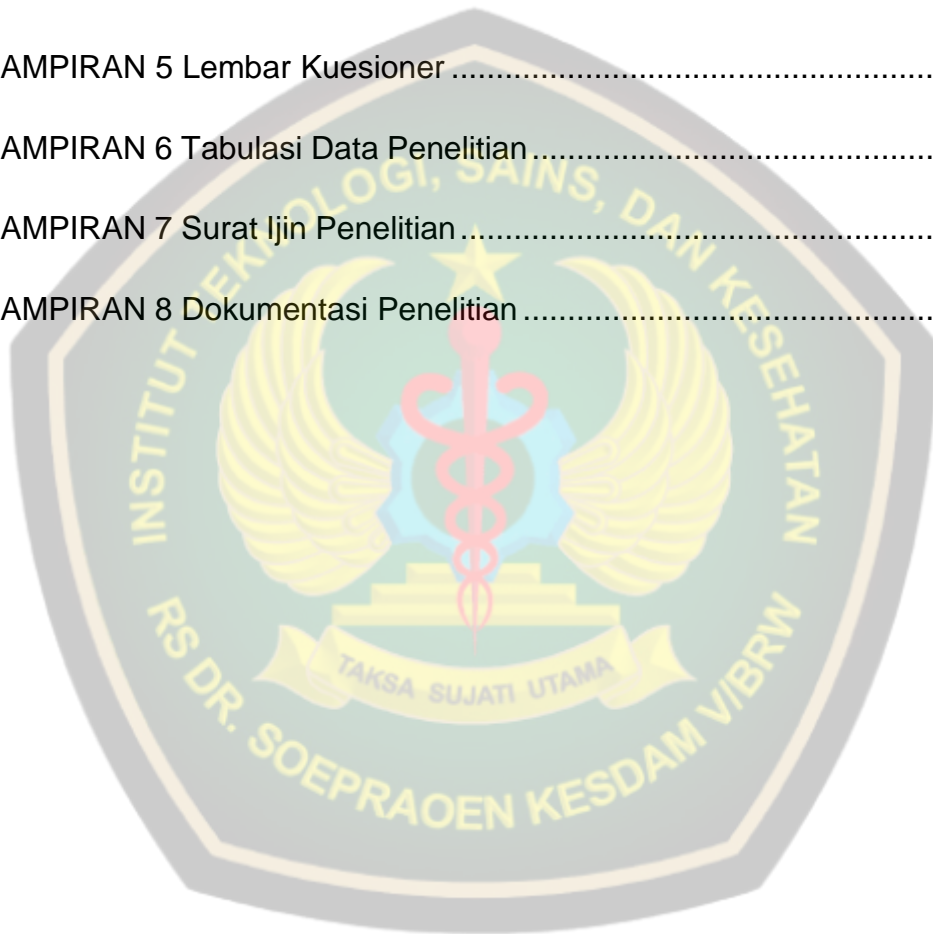 AMPIRAN 5 Lembar Kuesioner ........................................................
AMPIRAN 6 Tabulasi Data Penelitian ...............................................
AMPIRAN 7 Surat Ijin Penelitian .......................................................
AMPIRAN 8 Dokumentasi Penelitian ................................................
INSTITUT TEKNOLOGI, SAINS, DAN KESEHATAN
TAKSA SUJATI UTAMA
RS DR. SOEPRAOEN KESDAM V/BRW